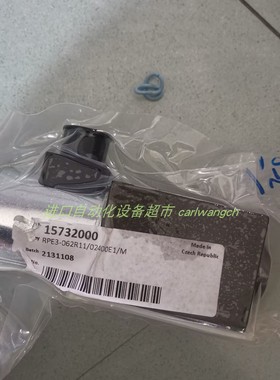 15732000
RPE3-062R11/02400E1/M
Made in
Czech Republic
Batch
2131108
进口自动化设备超市 carlwangch